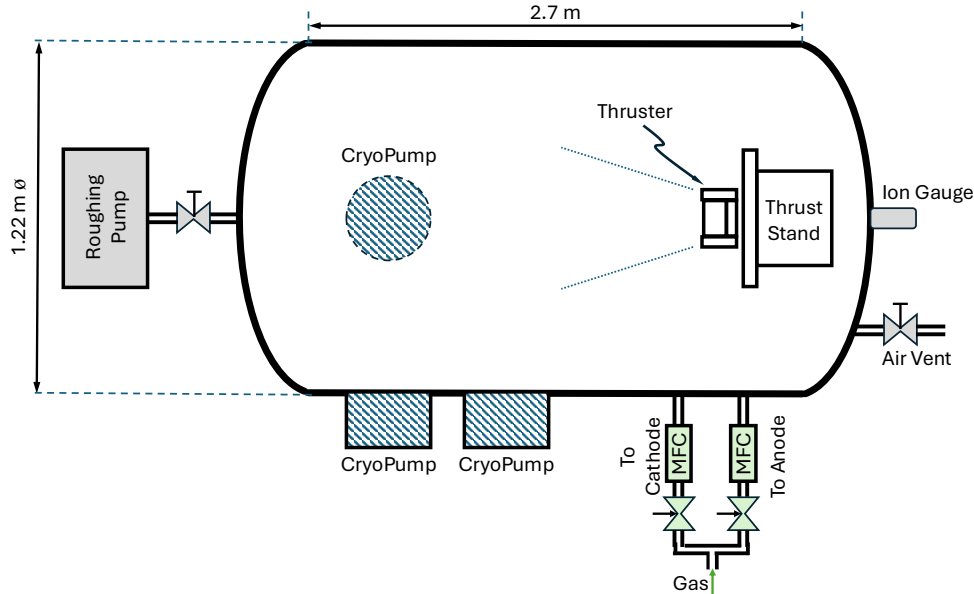 2.7 m
Thruster
CryoPump
1.22 m ø
Roughing
Pump
Thrust
Stand
Ion Gauge
Air Vent
CryoPump
CryoPump
To
Cathode
MFC
MFC
To Anode
Gas